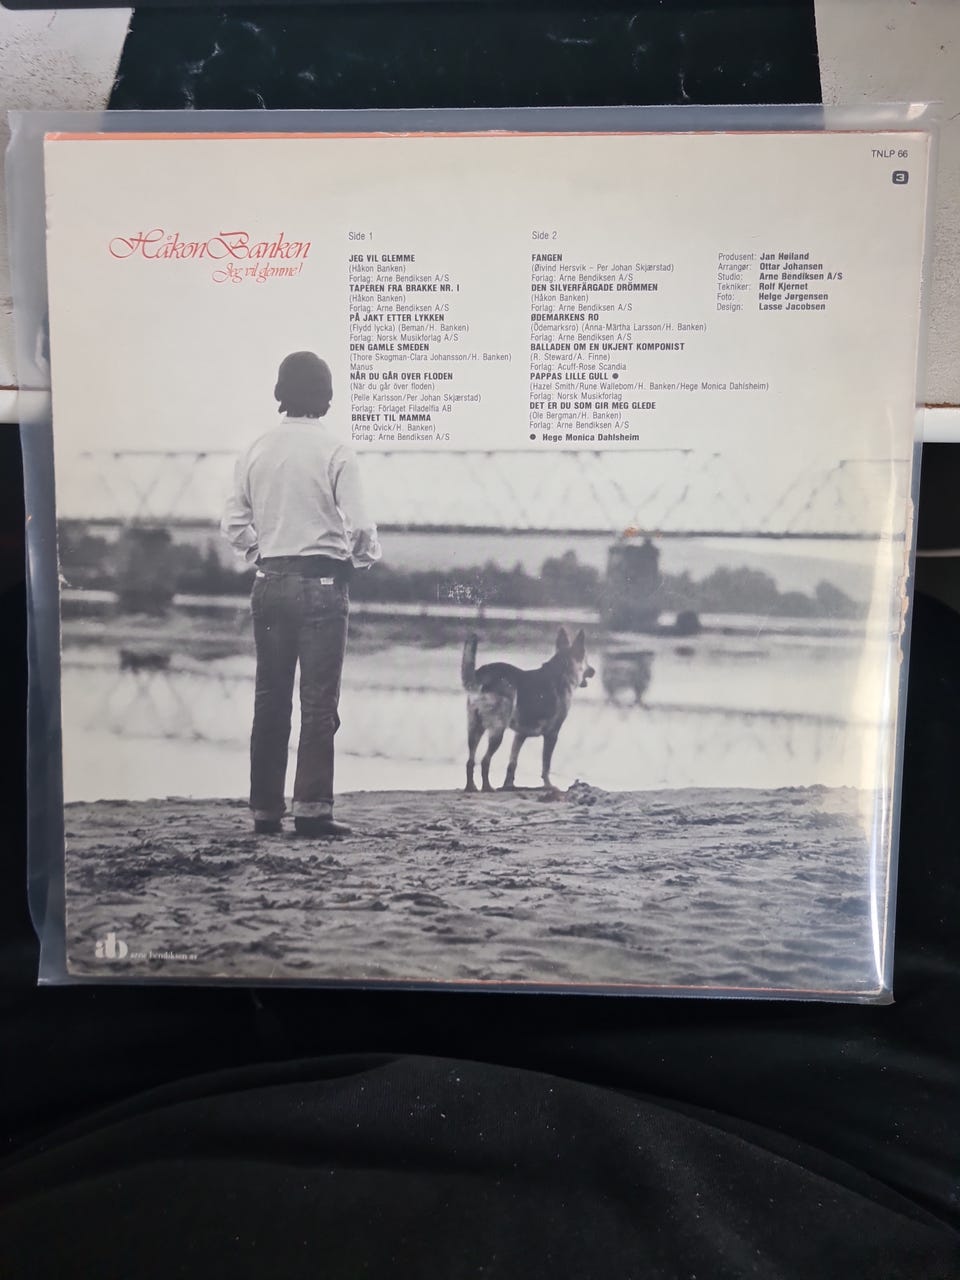 TNLP 66
3
Håkon Banken
Jeg vil glemme!
Side 1
JEG VIL GLEMME
(Håkon Banken)
Forlag: Arne Bendiksen A/S
TAPEREN FRA BRAKKE NR. I
(Håkon Banken)
Forlag: Arne Bendiksen A/S
PÅ JAKT ETTER LYKKEN
(Flydd lycka) (Beman/H. Banken)
Forlag: Norsk Musikforlag A/S
DEN GAMLE SMEDEN
(Thore Skogman-Clara Johansson/H. Banken)
Manus
NÅR DU GÅR OVER FLODEN
(När du går över floden)
(Pelle Karlsson/Per Johan Skjærstad)
Forlag: Förlaget Filadelfia AB
BREVET TIL MAMMA
(Arne Qvick/H. Banken)
Forlag: Arne Bendiksen A/S
Side 2
FANGEN
(Øivind Hersvik – Per Johan Skjærstad)
Forlag: Arne Bendiksen A/S
DEN SILVERFÄRGADE DRÖMMEN
(Håkon Banken)
Forlag: Arne Bendiksen A/S
ØDEMARKENS RO
(Ödemarksro) (Anna-Märtha Larsson/H. Banken)
Forlag: Arne Bendiksen A/S
BALLADEN OM EN UKJENT KOMPONIST
(R. Steward/A. Finne)
Forlag: Acuff-Rose Scandia
PAPPAS LILLE GULL ●
(Hazel Smith/Rune Wallebom/H. Banken/Hege Monica Dahlsheim)
Forlag: Norsk Musikforlag
DET ER DU SOM GIR MEG GLEDE
(Ole Bergman/H. Banken)
Forlag: Arne Bendiksen A/S
● Hege Monica Dahlsheim
Produsent: Jan Høiland
Arrangør: Ottar Johansen
Studio: Arne Bendiksen A/S
Tekniker: Rolf Kjernet
Foto: Helge Jørgensen
Design: Lasse Jacobsen
ab arne bendiksen a/s